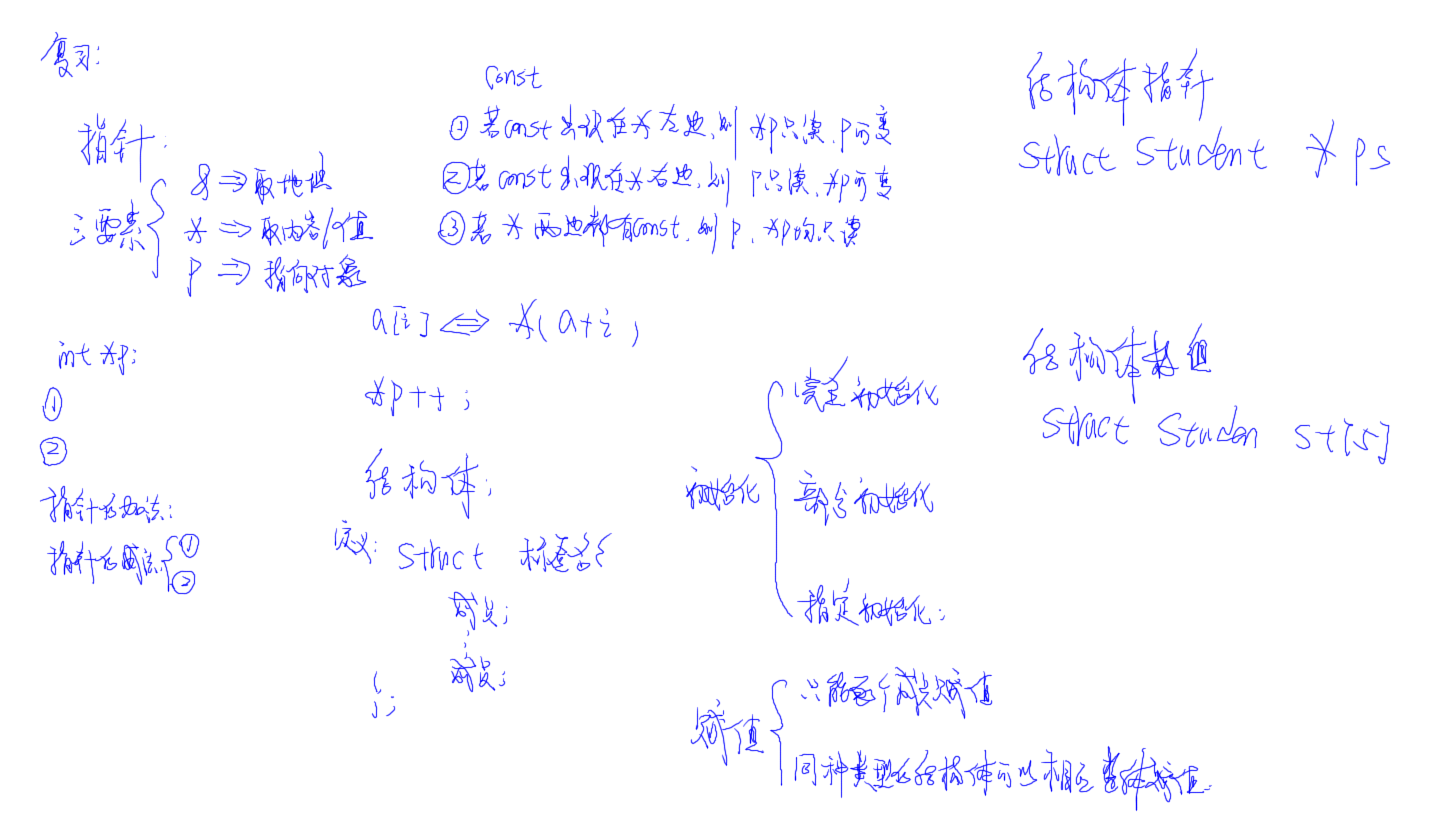 复习:
指针:
三要素
& ⇒ 取地址
* ⇒ 取内容/值
P ⇒ 指向对象
int *p;
①
②
指针的加法:
指针的减法 ① ②
const
① 若const出现在*左边,则 *p只读,p可变
② 若const出现在*右边,则 p只读,*p可变
③ 若 * 两边都有const,则 p、*p均只读
a[i] ⇔ *(a+i)
*p++;
结构体;
定义: struct 标签名{
成员;
成员;
};
初始化
完全初始化
部分初始化
指定初始化;
赋值
只能逐个成员赋值
同种类型的结构体可以相互整体赋值.
结构体指针
struct Student * ps
结构体数组
struct Studen st[5]